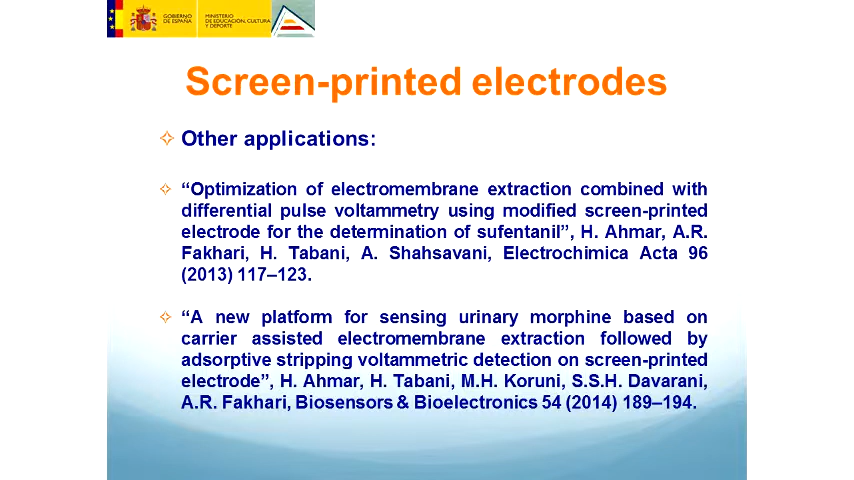 GOBIERNO
DE ESPAÑA
MINISTERIO
DE EDUCACIÓN, CULTURA
Y DEPORTE
Screen-printed electrodes
Other applications:
“Optimization of electromembrane extraction combined with
differential pulse voltammetry using modified screen-printed
electrode for the determination of sufentanil”, H. Ahmar, A.R.
Fakhari, H. Tabani, A. Shahsavani, Electrochimica Acta 96
(2013) 117–123.
“A new platform for sensing urinary morphine based on
carrier assisted electromembrane extraction followed by
adsorptive stripping voltammetric detection on screen-printed
electrode”, H. Ahmar, H. Tabani, M.H. Koruni, S.S.H. Davarani,
A.R. Fakhari, Biosensors & Bioelectronics 54 (2014) 189–194.